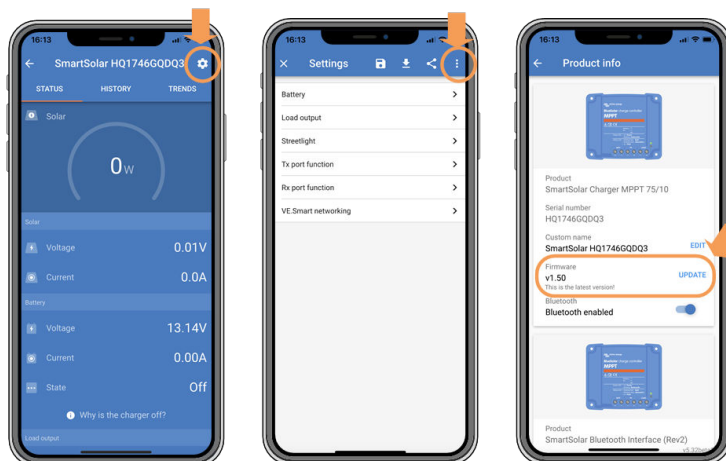 16:13
SmartSolar HQ1746GQDQ3
STATUS HISTORY TRENDS
Solar
0W
Solar
Voltage 0.01V
Current 0.0A
Battery
Voltage 13.14V
Current 0.00A
State Off
Why is the charger off?
Load output
16:13
Settings
Battery
Load output
Streetlight
Tx port function
Rx port function
VE.Smart networking
16:13
Product info
MPPT
Product
SmartSolar Charger MPPT 75/10
Serial number
HQ1746GQDQ3
Custom name
SmartSolar HQ1746GQDQ3 EDIT
Firmware
v1.50 UPDATE
This is the latest version!
Bluetooth
Bluetooth enabled
MPPT
Product
SmartSolar Bluetooth Interface (Rev2)